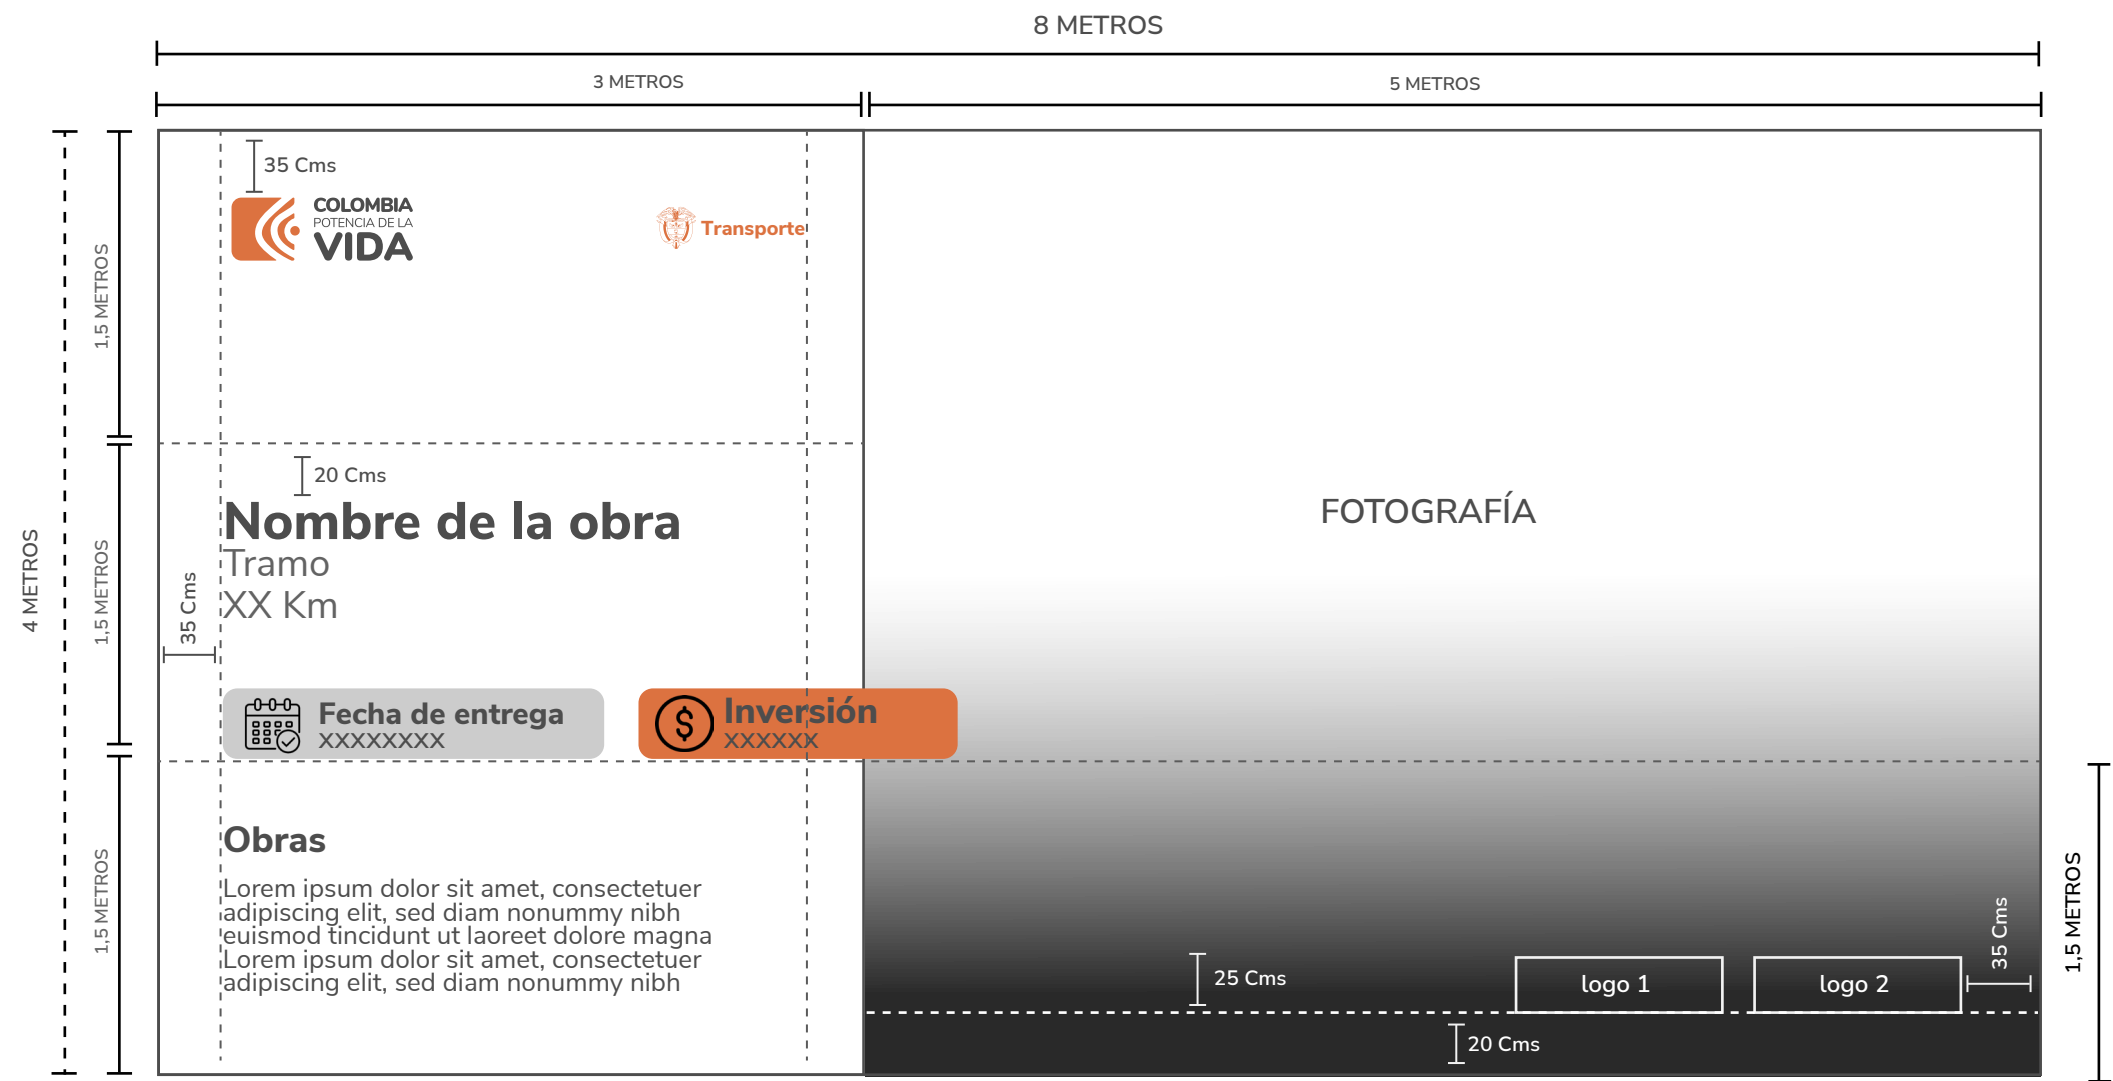 8 METROS
3 METROS
5 METROS
35 Cms
COLOMBIA
POTENCIA DE LA
VIDA
Transporte
1,5 METROS
20 Cms
Nombre de la obra
Tramo
XX Km
FOTOGRAFÍA
4 METROS
1,5 METROS
35 Cms
Fecha de entrega
XXXXXXXX
Inversión
XXXXXX
Obras
Lorem ipsum dolor sit amet, consectetuer
adipiscing elit, sed diam nonummy nibh
euismod tincidunt ut laoreet dolore magna
Lorem ipsum dolor sit amet, consectetuer
adipiscing elit, sed diam nonummy nibh
1,5 METROS
25 Cms
logo 1
logo 2
35 Cms
1,5 METROS
20 Cms